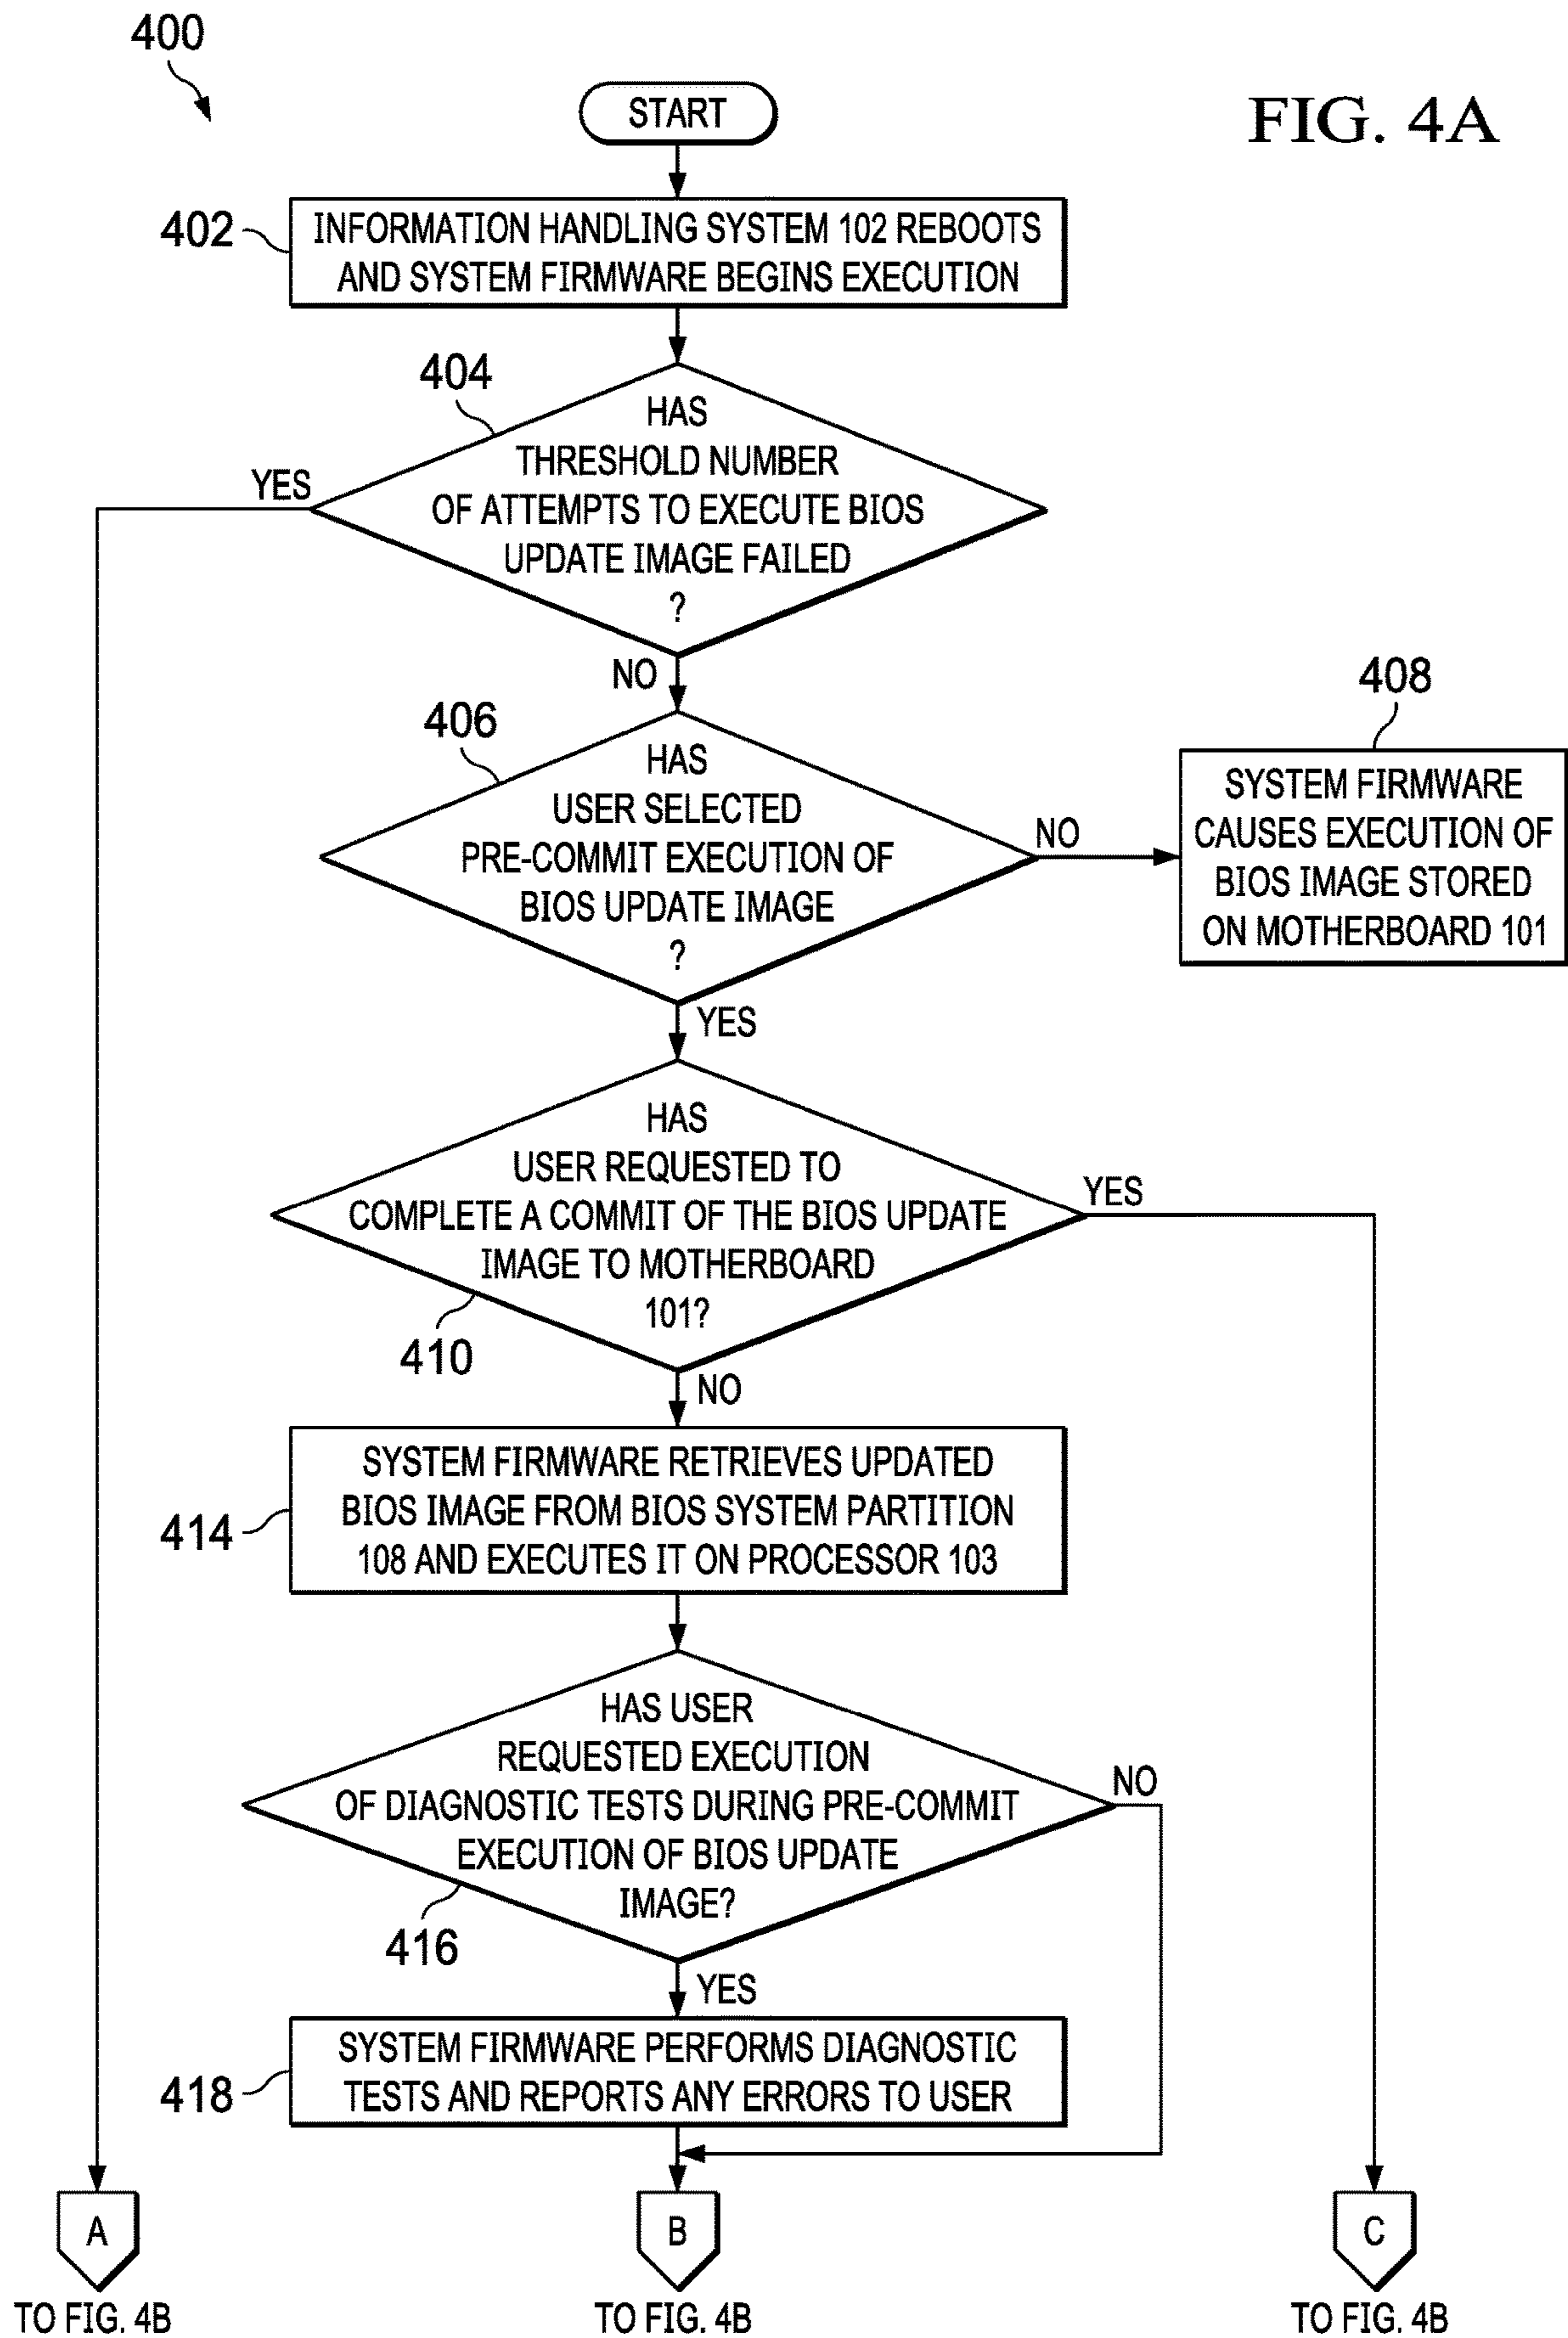 400
FIG. 4A
START
402
INFORMATION HANDLING SYSTEM 102 REBOOTS
AND SYSTEM FIRMWARE BEGINS EXECUTION
404
HAS
THRESHOLD NUMBER
OF ATTEMPTS TO EXECUTE BIOS
UPDATE IMAGE FAILED
?
YES
NO
406
HAS
USER SELECTED
PRE-COMMIT EXECUTION OF
BIOS UPDATE IMAGE
?
NO
408
SYSTEM FIRMWARE
CAUSES EXECUTION OF
BIOS IMAGE STORED
ON MOTHERBOARD 101
YES
HAS
USER REQUESTED TO
COMPLETE A COMMIT OF THE BIOS UPDATE
IMAGE TO MOTHERBOARD
101?
YES
410
NO
414
SYSTEM FIRMWARE RETRIEVES UPDATED
BIOS IMAGE FROM BIOS SYSTEM PARTITION
108 AND EXECUTES IT ON PROCESSOR 103
HAS USER
REQUESTED EXECUTION
OF DIAGNOSTIC TESTS DURING PRE-COMMIT
EXECUTION OF BIOS UPDATE
IMAGE?
NO
416
YES
418
SYSTEM FIRMWARE PERFORMS DIAGNOSTIC
TESTS AND REPORTS ANY ERRORS TO USER
A
B
C
TO FIG. 4B
TO FIG. 4B
TO FIG. 4B